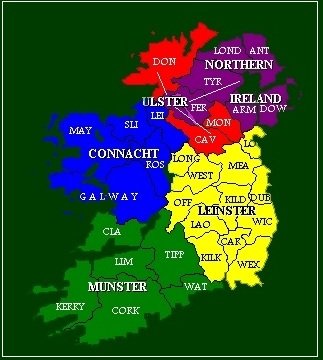 LOND ANT
DON
NORTHERN
TYR
ULSTER
FER
IRELAND
ARM DOW
LEI
MON
SLI
MAY
CAV
LO
CONNACHT
LONG
ROS
MEA
WEST
GALWAY
OFF
KILD
DUB
LEINSTER
WIC
LAO
CLA
CAR
TIPP
LIM
KILK
WEX
MUNSTER
WAT
KERRY
CORK